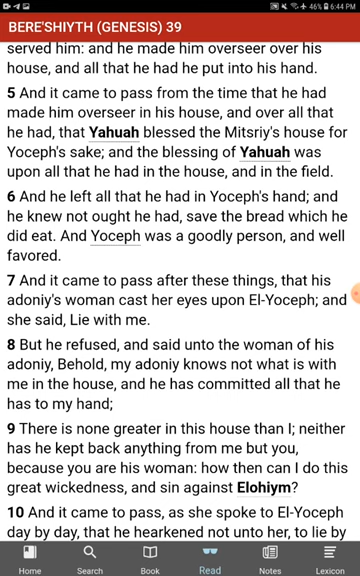 46% 6:44 PM
BERE'SHIYTH (GENESIS) 39
served him: and he made him overseer over his
house, and all that he had he put into his hand.
5 And it came to pass from the time that he had
made him overseer in his house, and over all that
he had, that Yahuah blessed the Mitsriy's house for
Yoceph's sake; and the blessing of Yahuah was
upon all that he had in the house, and in the field.
6 And he left all that he had in Yoceph's hand; and
he knew not ought he had, save the bread which he
did eat. And Yoceph was a goodly person, and well
favored.
7 And it came to pass after these things, that his
adoniy's woman cast her eyes upon El-Yoceph; and
she said, Lie with me.
8 But he refused, and said unto the woman of his
adoniy, Behold, my adoniy knows not what is with
me in the house, and he has committed all that he
has to my hand;
9 There is none greater in this house than I; neither
has he kept back anything from me but you,
because you are his woman: how then can I do this
great wickedness, and sin against Elohiym?
10 And it came to pass, as she spoke to El-Yoceph
day by day, that he hearkened not unto her, to lie by
Home Search Book Read Notes Lexicon